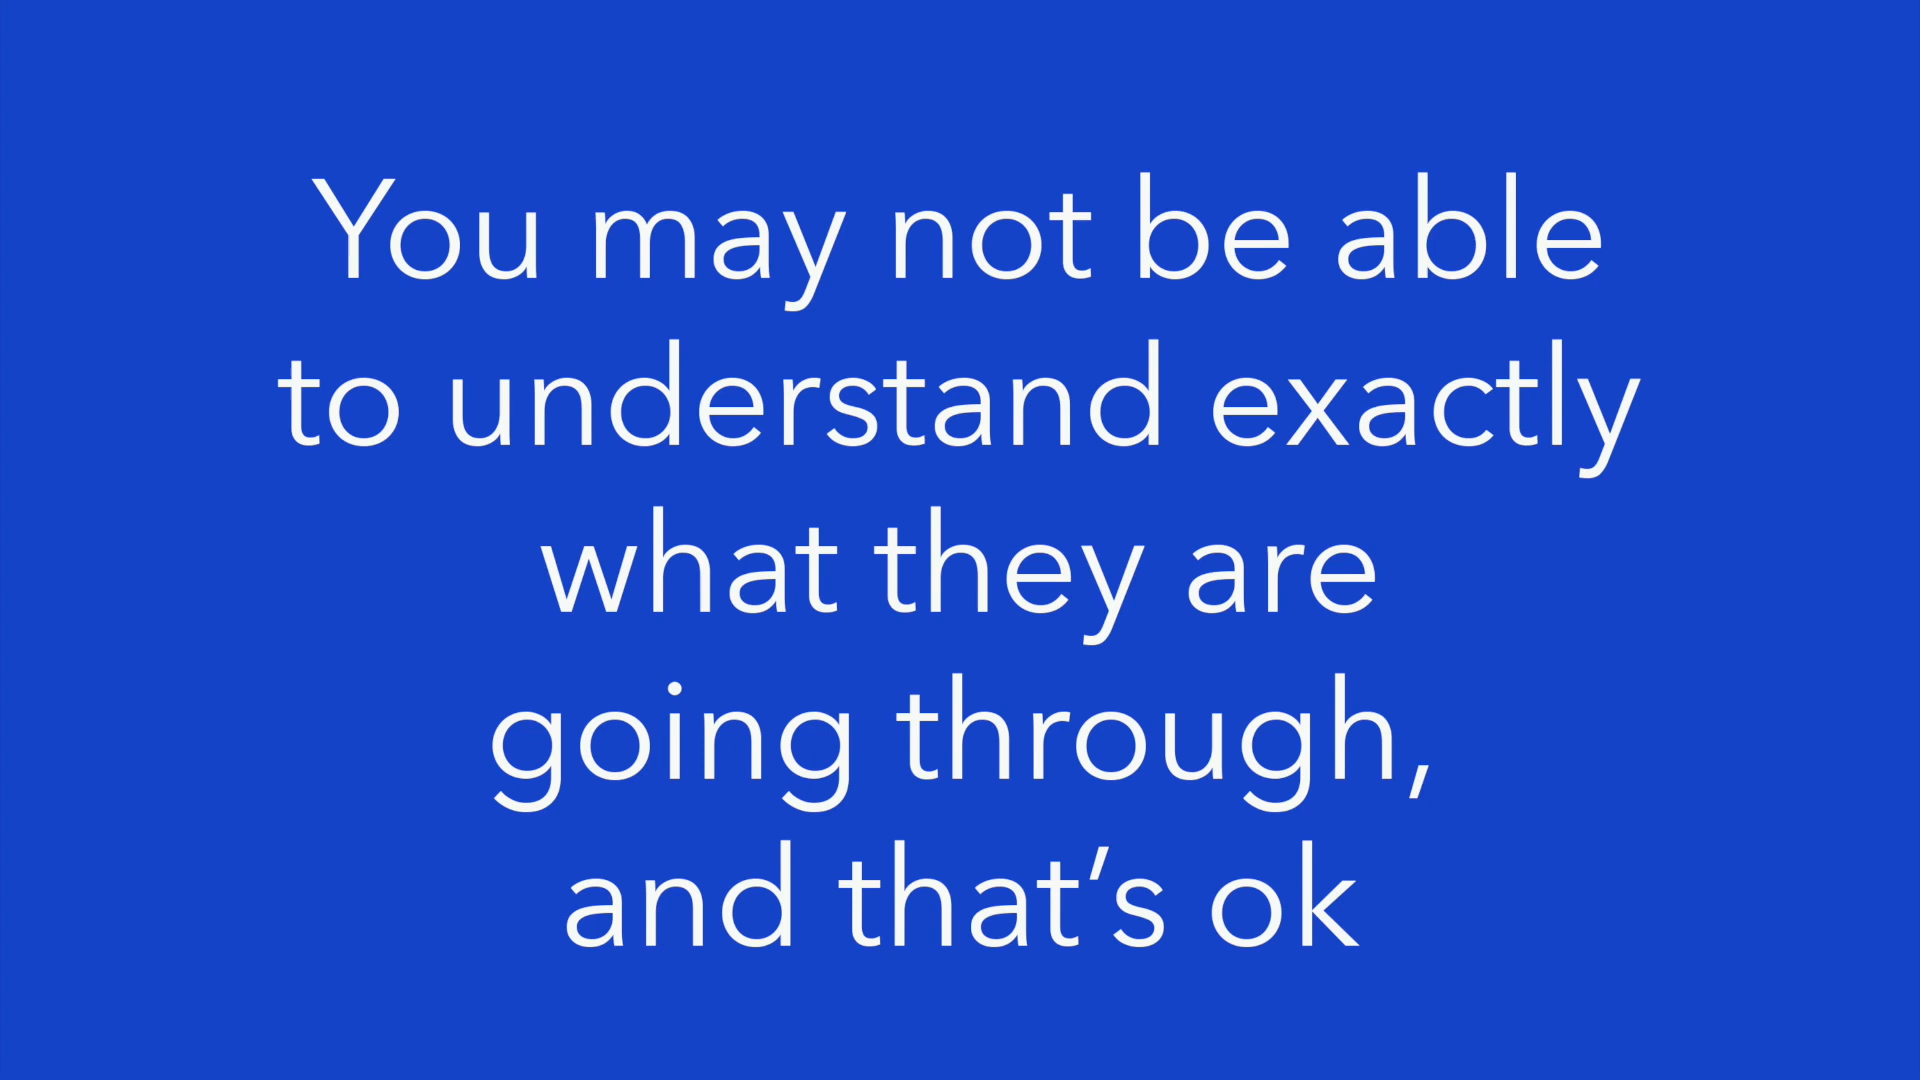 You may not be able
to understand exactly
what they are
going through,
and that’s ok